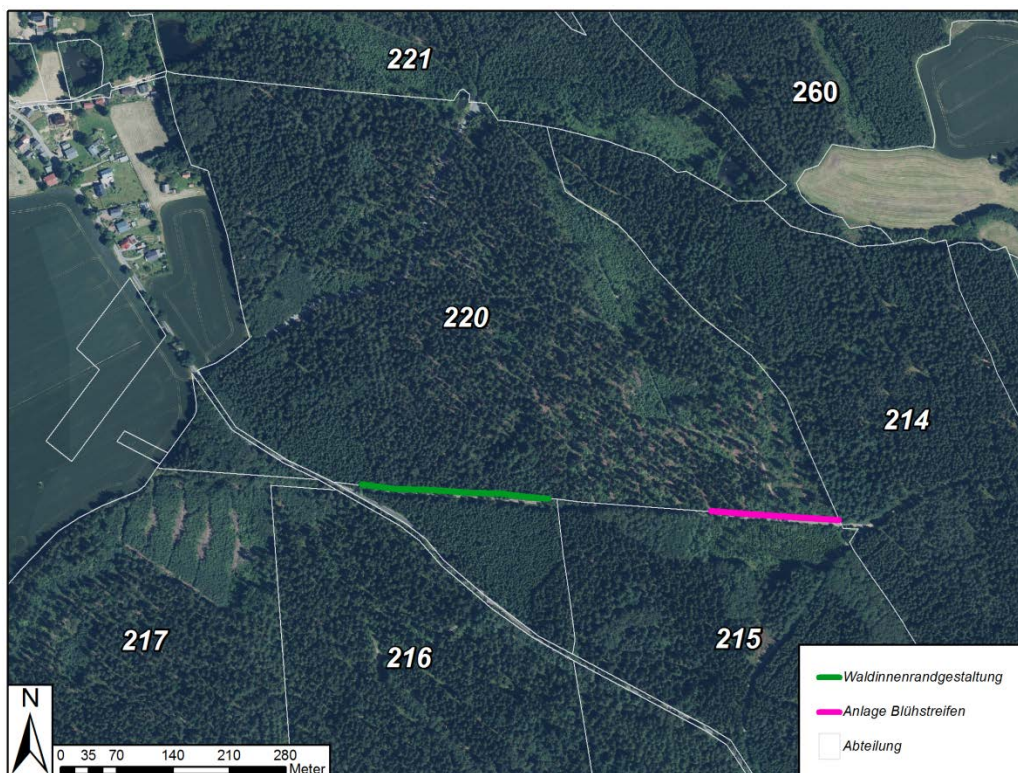 221
260
220
214
217
216
215
Waldinnenrandgestaltung
Anlage Blühstreifen
Abteilung
N
0 35 70 140 210 280
Meter